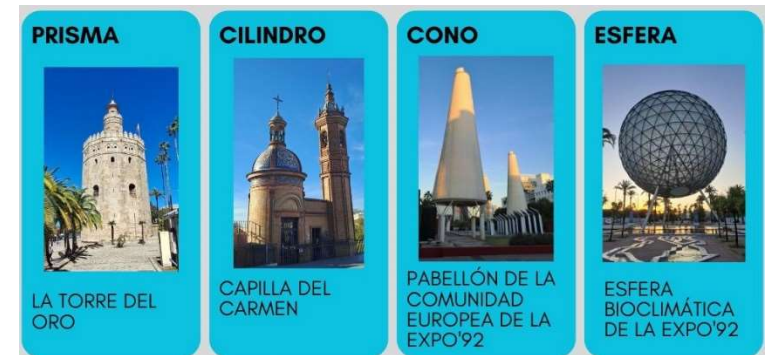 PRISMA
LA TORRE DEL
ORO
CILINDRO
CAPILLA DEL
CARMEN
CONO
PABELLÓN DE LA
COMUNIDAD
EUROPEA DE LA
EXPO'92
ESFERA
ESFERA
BIOCLIMÁTICA
DE LA EXPO'92